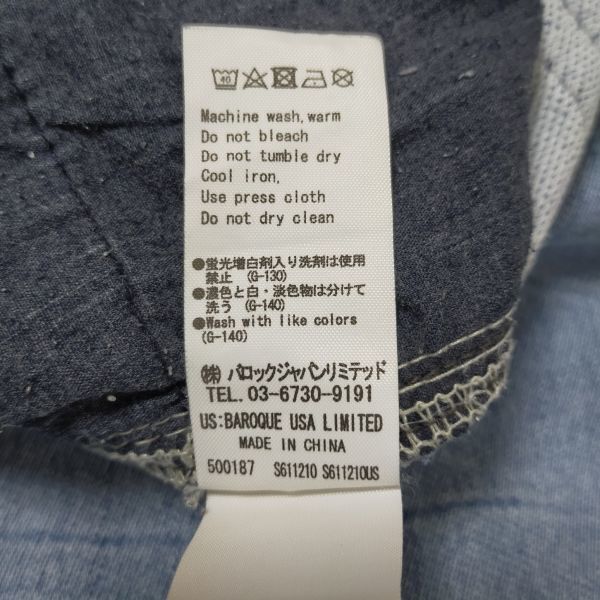 40
Machine wash,warm
Do not bleach
Do not tumble dry
Cool iron,
Use press cloth
Do not dry clean
●蛍光増白剤入り洗剤は使用
禁止 (G-130)
●濃色と白・淡色物は分けて
洗う (G-140)
●Wash with like colors
(G-140)
㈱ バロックジャパンリミテッド
TEL.03-6730-9191
US:BAROQUE USA LIMITED
MADE IN CHINA
500187 S611210 S611210US